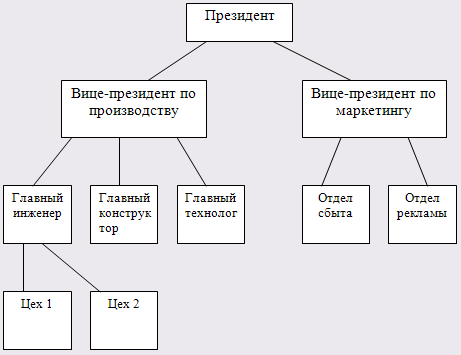 Президент
Вице-президент по
производству
Вице-президент по
маркетингу
Главный
инженер
Главный
конструк
тор
Главный
технолог
Отдел
сбыта
Отдел
рекламы
Цех 1
Цех 2